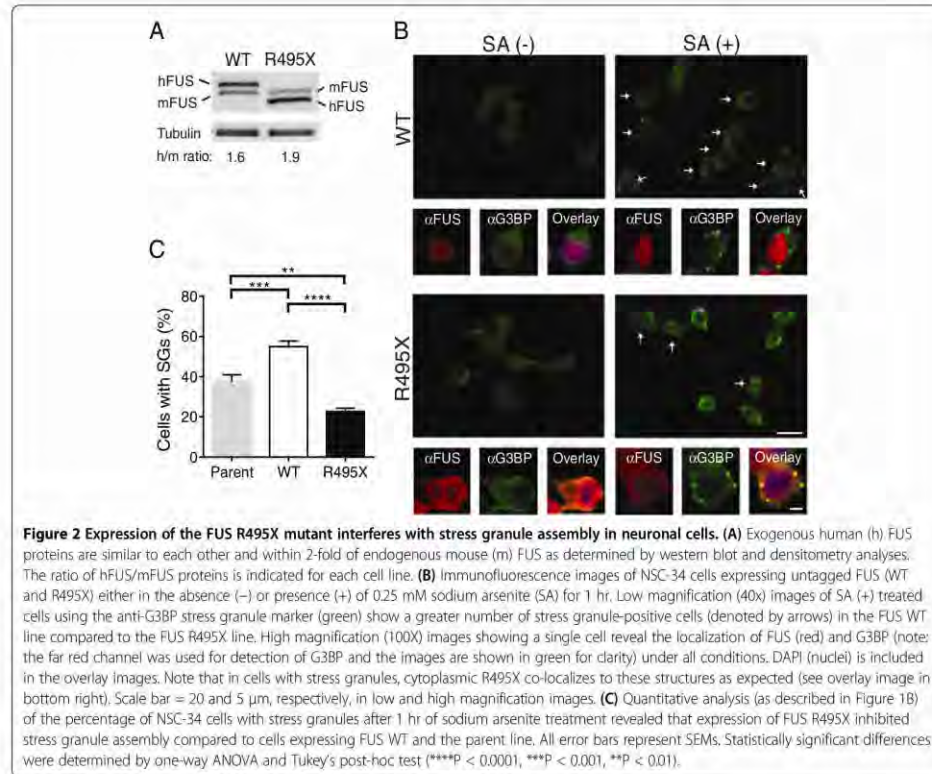 A
WT R495X
hFUS
mFUS
mFUS
hFUS
Tubulin
h/m ratio: 1.6 1.9
B
SA (-) SA (+)
WT
αFUS αG3BP Overlay αFUS αG3BP Overlay
R495X
αFUS αG3BP Overlay αFUS αG3BP Overlay
C
**
*** ****
Cells with SGs (%)
80
60
40
20
0
Parent WT R495X
Figure 2 Expression of the FUS R495X mutant interferes with stress granule assembly in neuronal cells. (A) Exogenous human (h) FUS
proteins are similar to each other and within 2-fold of endogenous mouse (m) FUS as determined by western blot and densitometry analyses.
The ratio of hFUS/mFUS proteins is indicated for each cell line. (B) Immunofluorescence images of NSC-34 cells expressing untagged FUS (WT
and R495X) either in the absence (−) or presence (+) of 0.25 mM sodium arsenite (SA) for 1 hr. Low magnification (40x) images of SA (+) treated
cells using the anti-G3BP stress granule marker (green) show a greater number of stress granule-positive cells (denoted by arrows) in the FUS WT
line compared to the FUS R495X line. High magnification (100X) images showing a single cell reveal the localization of FUS (red) and G3BP (note:
the far red channel was used for detection of G3BP and the images are shown in green for clarity) under all conditions. DAPI (nuclei) is included
in the overlay images. Note that in cells with stress granules, cytoplasmic R495X co-localizes to these structures as expected (see overlay image in
bottom right). Scale bar = 20 and 5 μm, respectively, in low and high magnification images. (C) Quantitative analysis (as described in Figure 1B)
of the percentage of NSC-34 cells with stress granules after 1 hr of sodium arsenite treatment revealed that expression of FUS R495X inhibited
stress granule assembly compared to cells expressing FUS WT and the parent line. All error bars represent SEMs. Statistically significant differences
were determined by one-way ANOVA and Tukey's post-hoc test (****P < 0.0001, ***P < 0.001, **P < 0.01).